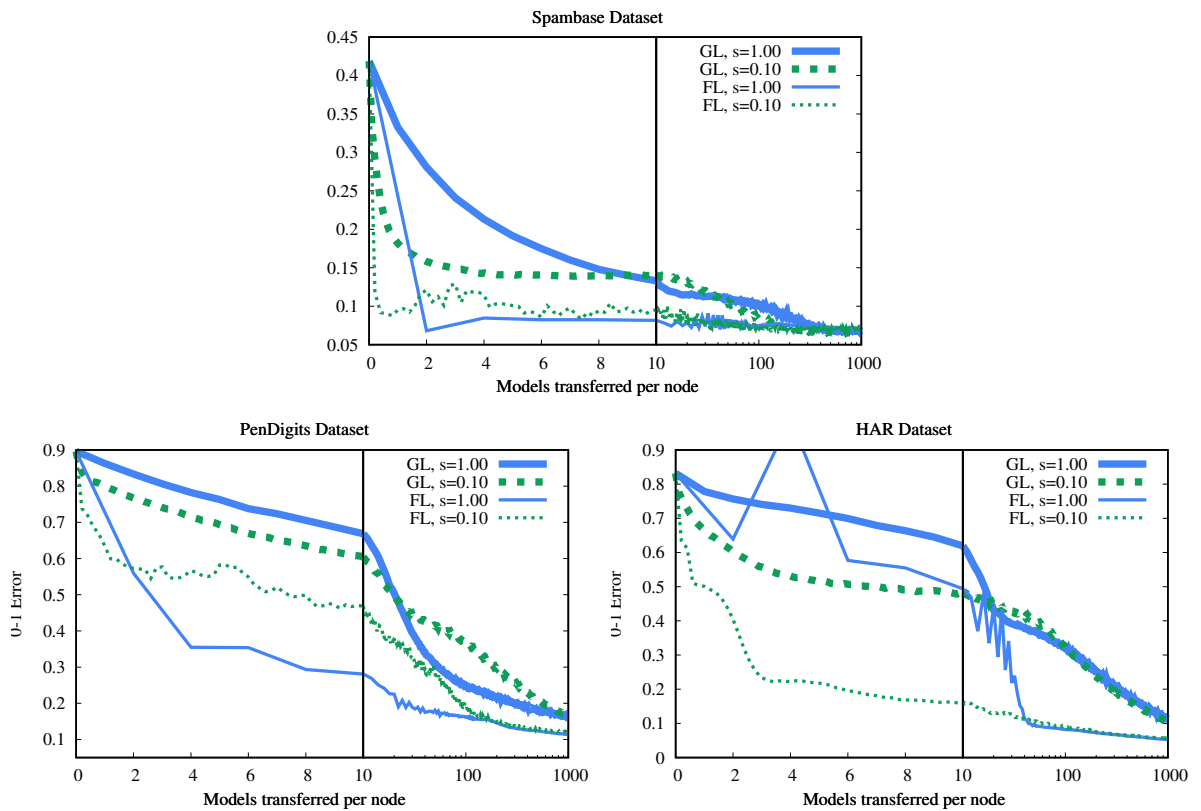 Spambase Dataset
0.45
0.4
0.35
0.3
0.25
0.2
0.15
0.1
0.05
GL, s=1.00
GL, s=0.10
FL, s=1.00
FL, s=0.10
0 2 4 6 8 10 100 1000
Models transferred per node
PenDigits Dataset
0.9
0.8
0.7
0.6
0.5
0.4
0.3
0.2
0.1
0-1 Error
GL, s=1.00
GL, s=0.10
FL, s=1.00
FL, s=0.10
0 2 4 6 8 10 100 1000
Models transferred per node
HAR Dataset
0.9
0.8
0.7
0.6
0.5
0.4
0.3
0.2
0.1
0
0-1 Error
GL, s=1.00
GL, s=0.10
FL, s=1.00
FL, s=0.10
0 2 4 6 8 10 100 1000
Models transferred per node